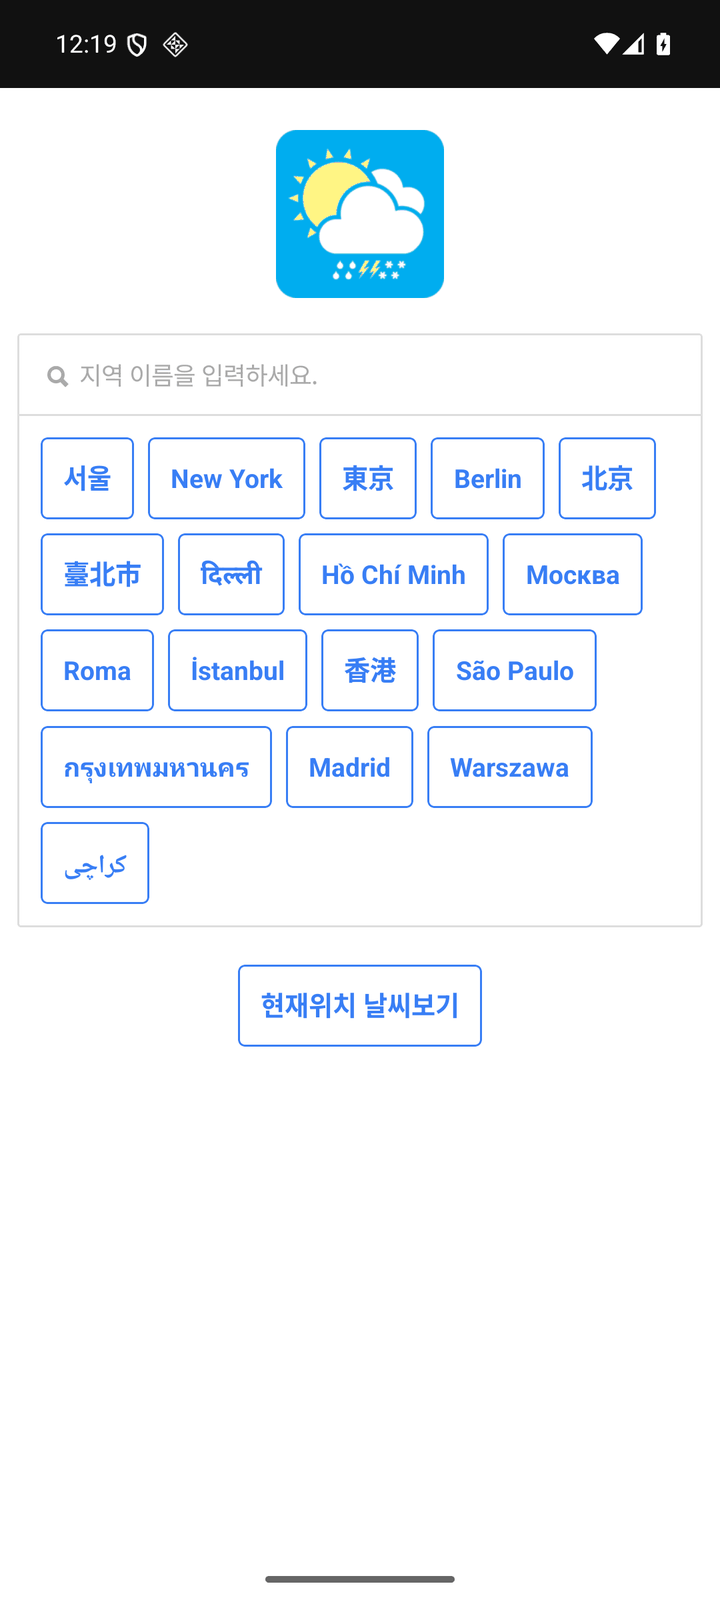 12:19
지역 이름을 입력하세요.
서울 New York 東京 Berlin 北京
臺北市 दिल्ली Hồ Chí Minh Москва
Roma İstanbul 香港 São Paulo
กรุงเทพมหานคร Madrid Warszawa
کراچی
현재위치 날씨보기